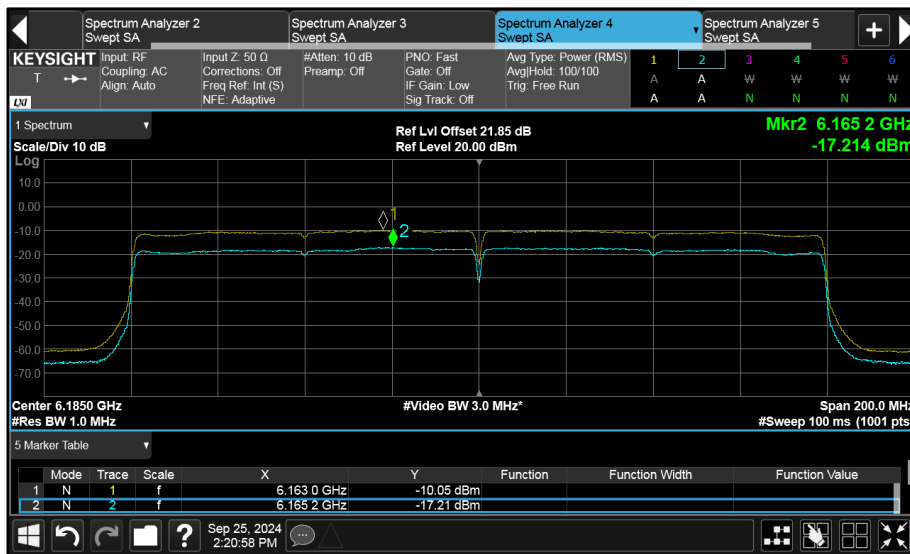 Spectrum Analyzer 2
Swept SA
Spectrum Analyzer 3
Swept SA
Spectrum Analyzer 4
Swept SA
Spectrum Analyzer 5
Swept SA
+
KEYSIGHT
T
LXI
Input: RF
Coupling: AC
Align: Auto
Input Z: 50 Ω
Corrections: Off
Freq Ref: Int (S)
NFE: Adaptive
#Atten: 10 dB
Preamp: Off
PNO: Fast
Gate: Off
IF Gain: Low
Sig Track: Off
Avg Type: Power (RMS)
Avg|Hold: 100/100
Trig: Free Run
1 2 3 4 5 6
A A W W W W
A A N N N N
1 Spectrum
Scale/Div 10 dB
Ref Lvl Offset 21.85 dB
Ref Level 20.00 dBm
Mkr2 6.165 2 GHz
-17.214 dBm
Log
10.0
0.00
-10.0
-20.0
-30.0
-40.0
-50.0
-60.0
-70.0
1
2
Center 6.1850 GHz
#Res BW 1.0 MHz
#Video BW 3.0 MHz*
Span 200.0 MHz
#Sweep 100 ms (1001 pts
5 Marker Table
Mode Trace Scale X Y Function Function Width Function Value
1 N 1 f 6.163 0 GHz -10.05 dBm
2 N 2 f 6.165 2 GHz -17.21 dBm
?
Sep 25, 2024
2:20:58 PM